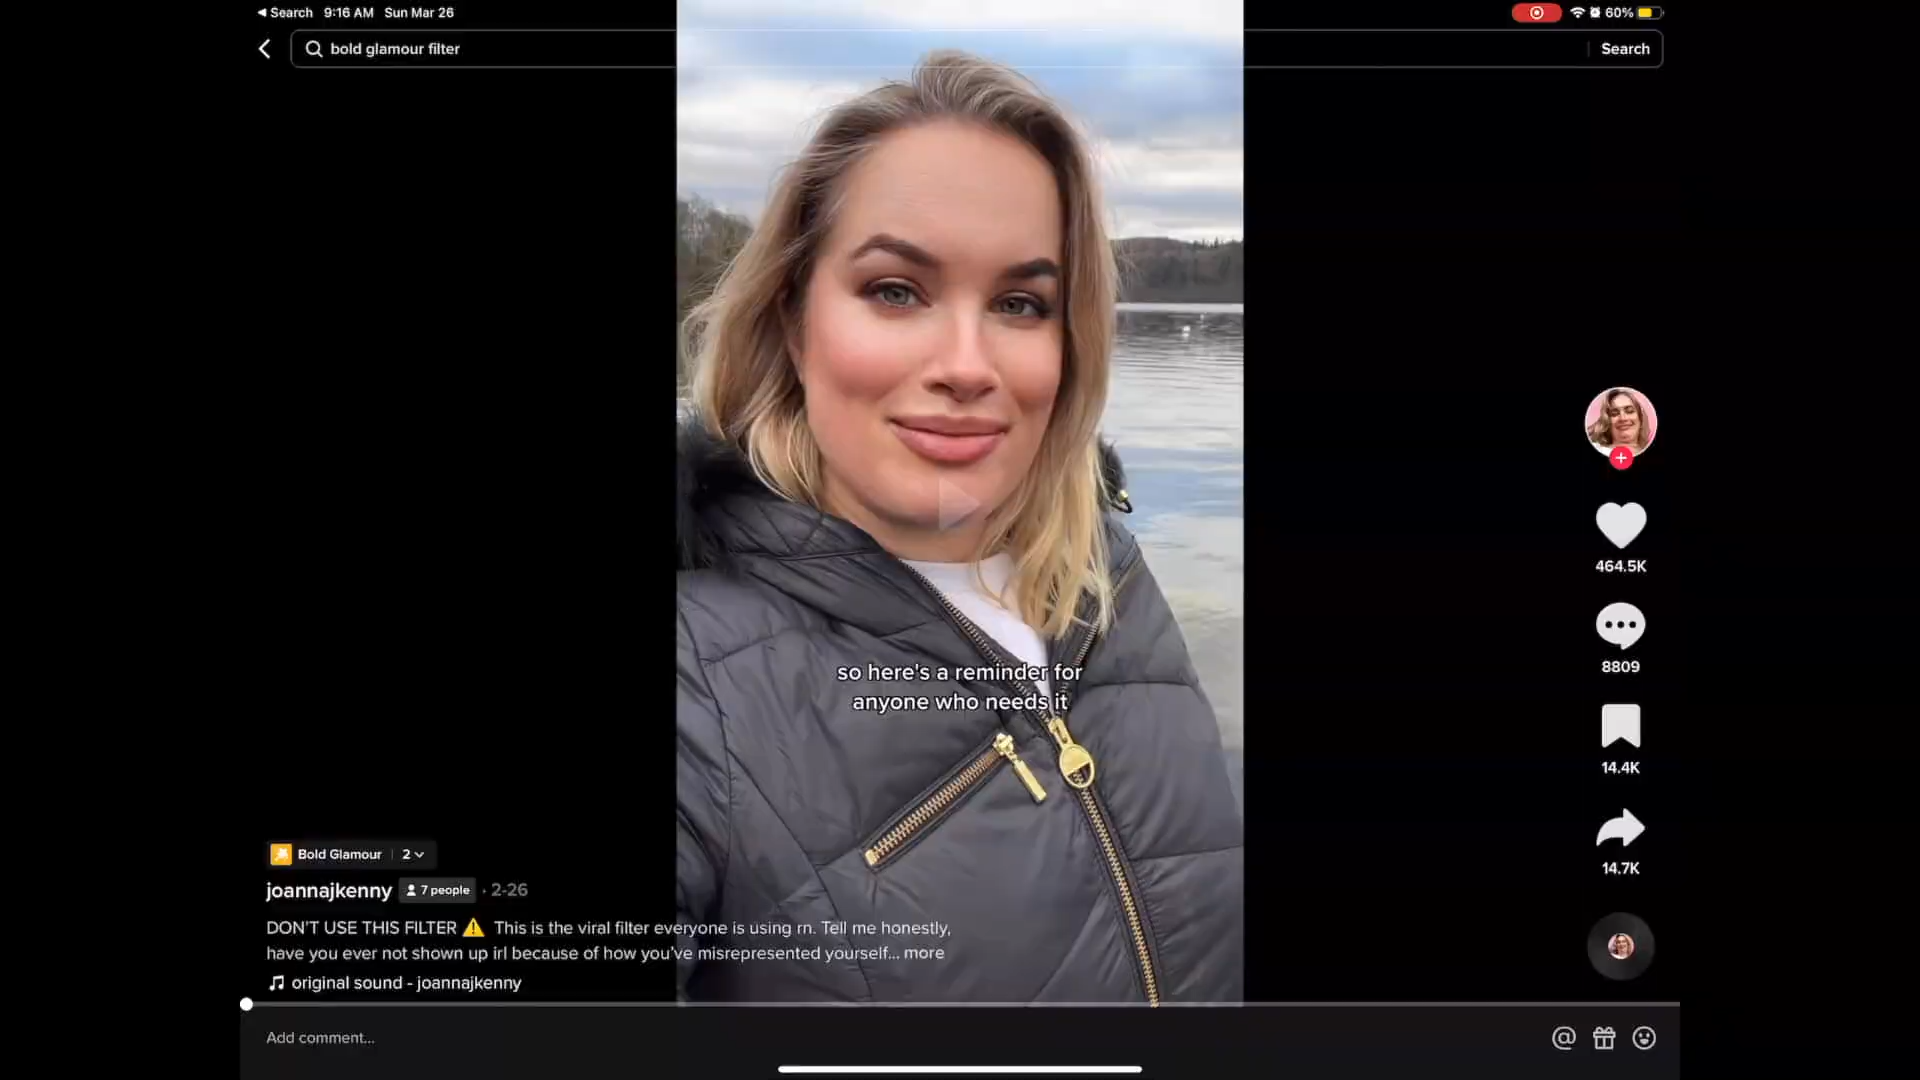 Search 9:16 AM Sun Mar 26
60%
bold glamour filter
Search
so here's a reminder for
anyone who needs it
464.5K
8809
14.4K
14.7K
Bold Glamour 2
joannajkenny 7 people · 2-26
DON'T USE THIS FILTER ⚠️ This is the viral filter everyone is using rn. Tell me honestly,
have you ever not shown up irl because of how you've misrepresented yourself... more
original sound - joannajkenny
Add comment...